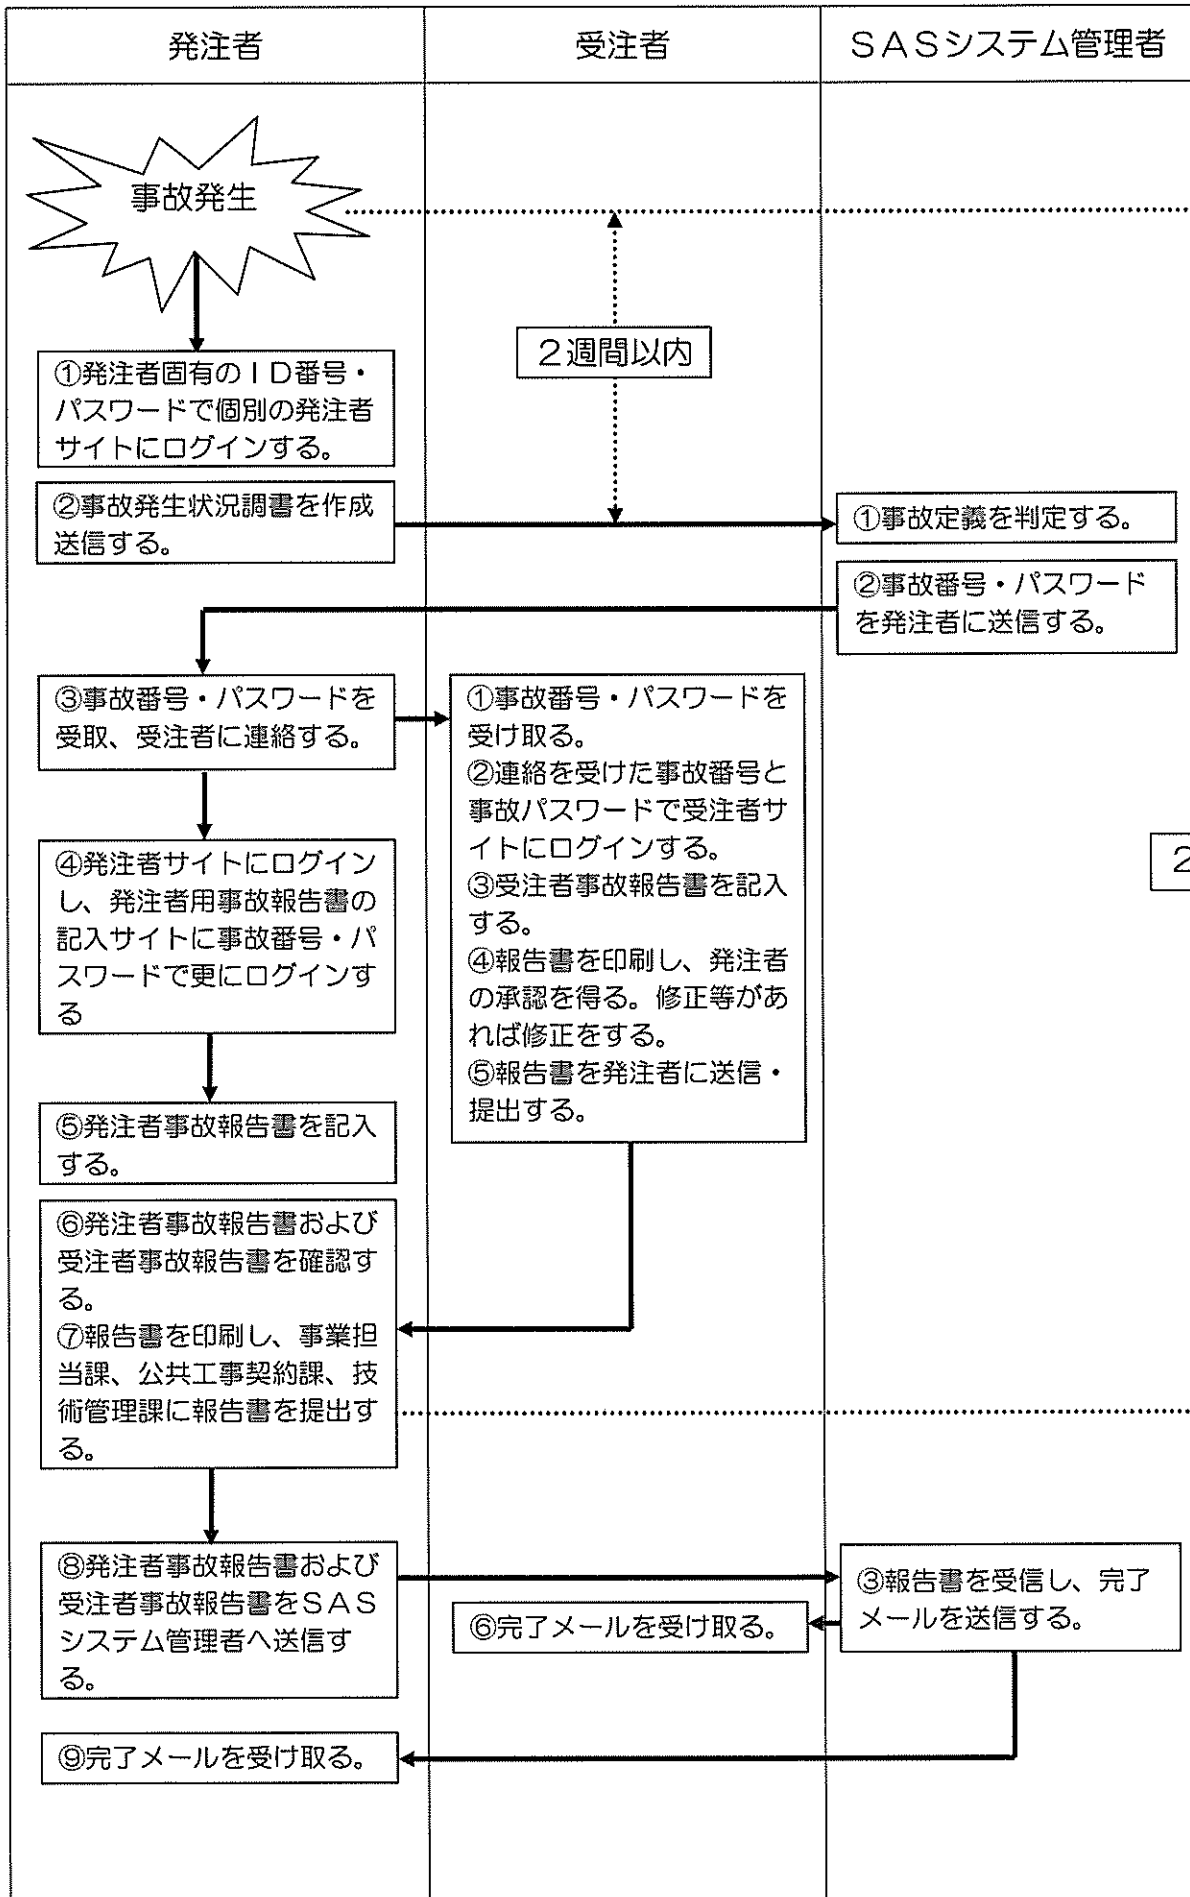 発注者
受注者
SASシステム管理者
事故発生
2週間以内
①発注者固有のID番号・
パスワードで個別の発注者
サイトにログインする。
②事故発生状況調書を作成
送信する。
①事故定義を判定する。
②事故番号・パスワード
を発注者に送信する。
③事故番号・パスワードを
受取、受注者に連絡する。
①事故番号・パスワードを
受け取る。
②連絡を受けた事故番号と
事故パスワードで受注者サ
イトにログインする。
③受注者事故報告書を記入
する。
④報告書を印刷し、発注者
の承認を得る。修正等があ
れば修正をする。
⑤報告書を発注者に送信・
提出する。
2
④発注者サイトにログイン
し、発注者用事故報告書の
記入サイトに事故番号・パ
スワードで更にログインす
る
⑤発注者事故報告書を記入
する。
⑥発注者事故報告書および
受注者事故報告書を確認す
る。
⑦報告書を印刷し、事業担
当課、公共工事契約課、技
術管理課に報告書を提出す
る。
⑧発注者事故報告書および
受注者事故報告書をSAS
システム管理者へ送信す
る。
③報告書を受信し、完了
メールを送信する。
⑥完了メールを受け取る。
⑨完了メールを受け取る。